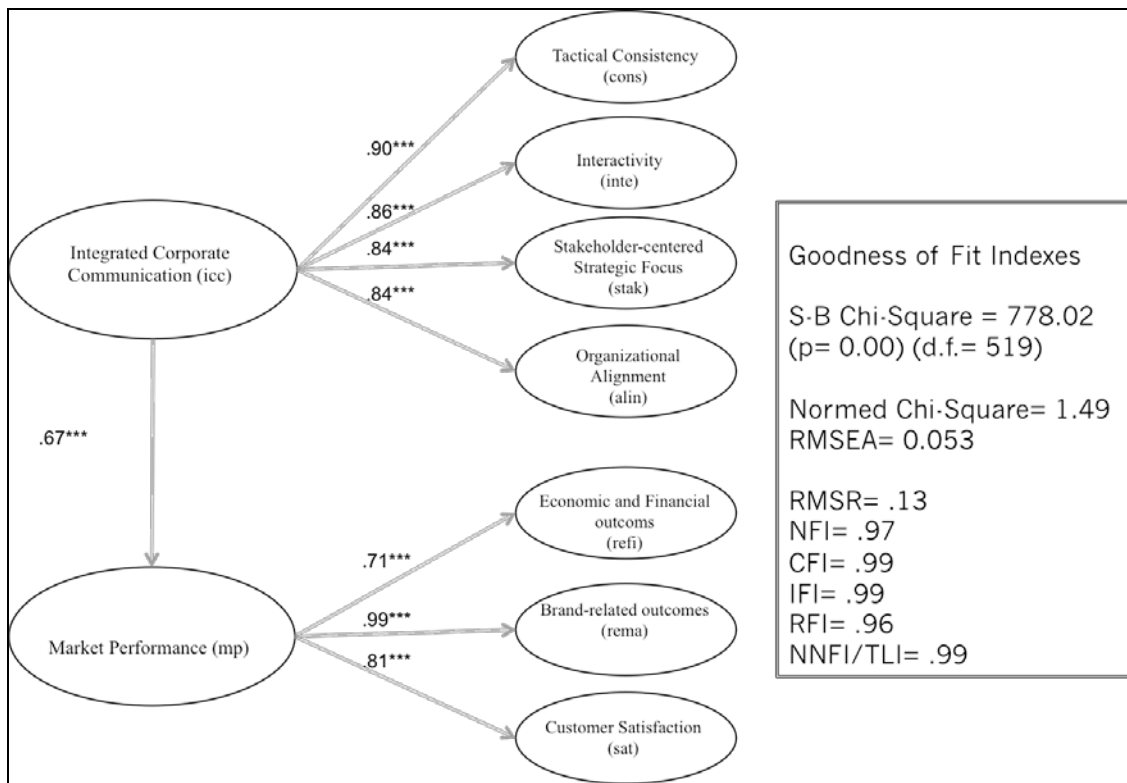 Tactical Consistency
(cons)
.90***
Interactivity
(inte)
.86***
Stakeholder-centered
Strategic Focus
(stak)
.84***
Integrated Corporate
Communication (icc)
.84***
Organizational
Alignment
(alin)
.67***
Economic and Financial
outcoms
(refi)
.71***
Brand-related outcomes
(rema)
.99***
Market Performance (mp)
.81***
Customer Satisfaction
(sat)
Goodness of Fit Indexes
S-B Chi-Square = 778.02
(p= 0.00) (d.f.= 519)
Normed Chi-Square= 1.49
RMSEA= 0.053
RMSR= .13
NFI= .97
CFI= .99
IFI= .99
RFI= .96
NNFI/TLI= .99